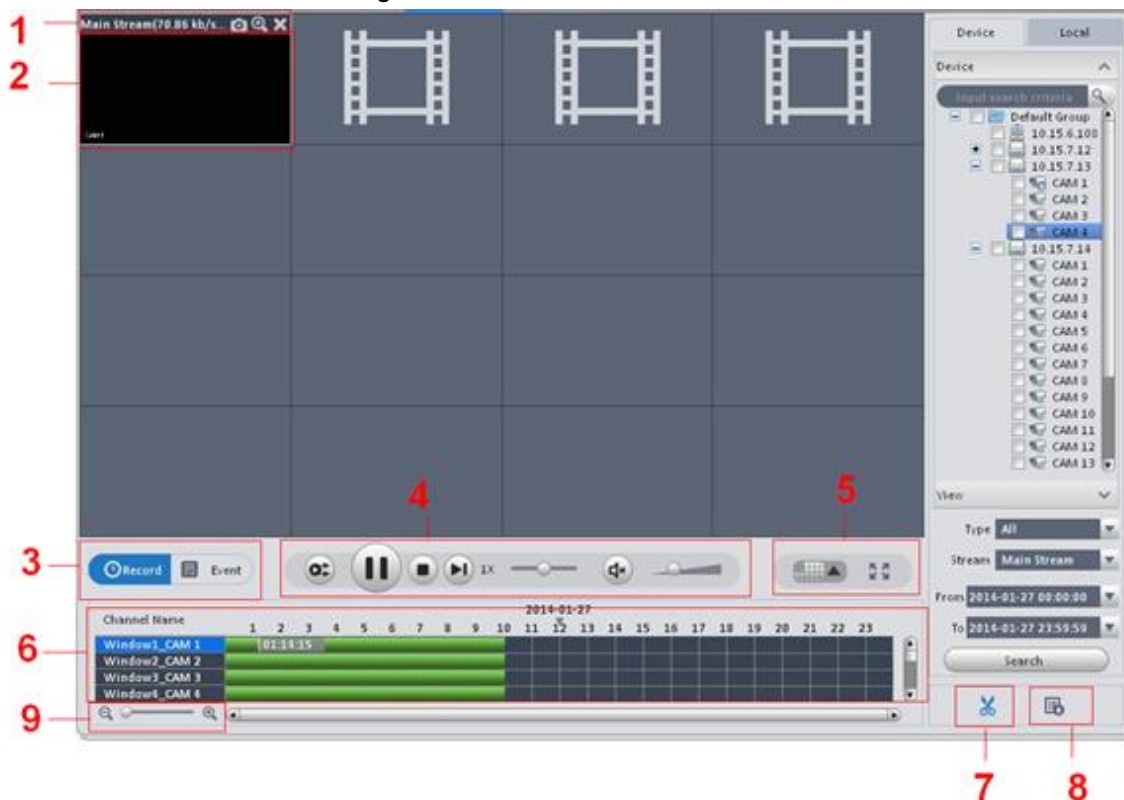 1
Main Stream(70.86 kb/s...
2
Device
Local
Device
Input search criteria
Default Group
10.15.6.100
10.15.7.12
10.15.7.13
CAM 1
CAM 2
CAM 3
CAM 4
10.15.7.14
CAM 1
CAM 2
CAM 3
CAM 4
CAM 5
CAM 6
CAM 7
CAM 8
CAM 9
CAM 10
CAM 11
CAM 12
CAM 13
View
Type All
Stream Main Stream
From 2014-01-27 00:00:00
To 2014-01-27 23:59:59
Search
4
5
3
Record
Event
1X
2014-01-27
Channel Name
1 2 3 4 5 6 7 8 9 10 11 12 13 14 15 16 17 18 19 20 21 22 23
6
Window1_CAM 1
01:14:15
Window2_CAM 2
Window3_CAM 3
Window4_CAM 4
9
7
8